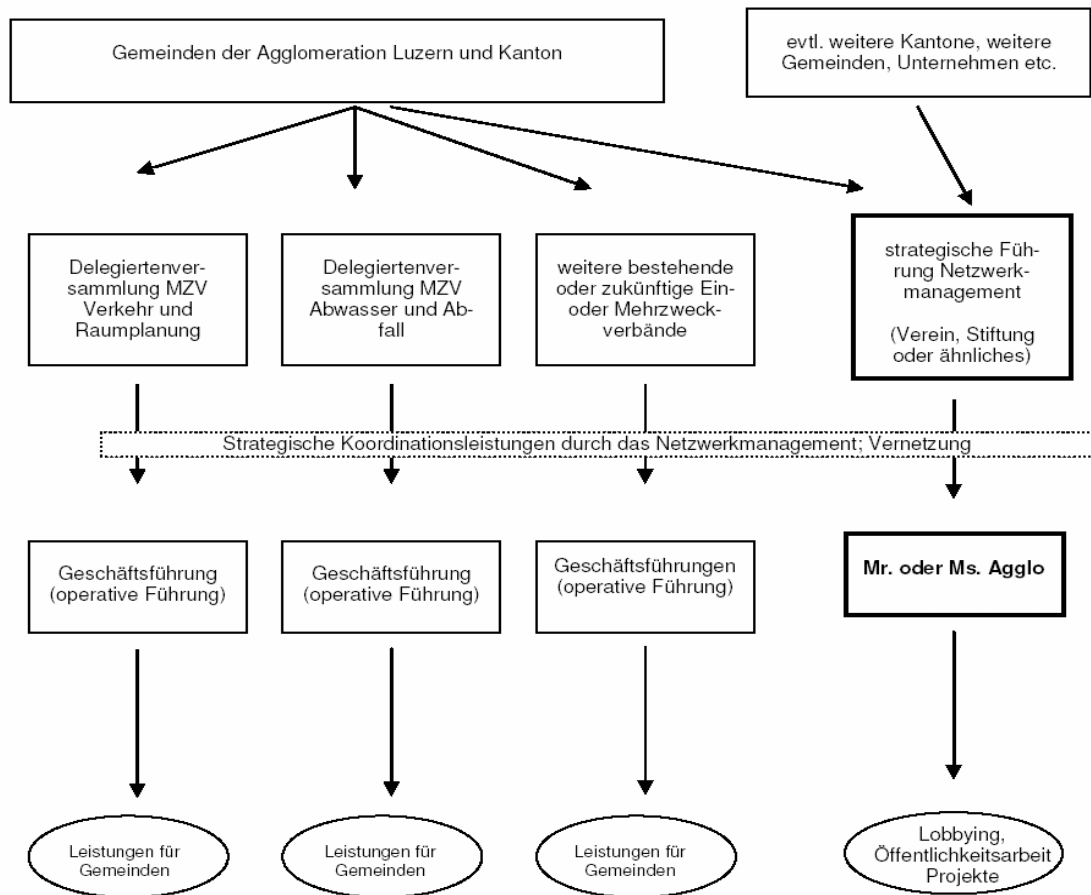 Gemeinden der Agglomeration Luzern und Kanton
evtl. weitere Kantone, weitere
Gemeinden, Unternehmen etc.
Delegiertenver-
sammlung MZV
Verkehr und
Raumplanung
Delegiertenver-
sammlung MZV
Abwasser und Ab-
fall
weitere bestehende
oder zukünftige Ein-
oder Mehrzweck-
verbände
strategische Füh-
rung Netzwerk-
management
(Verein, Stiftung
oder ähnliches)
Strategische Koordinationsleistungen durch das Netzwerkmanagement; Vernetzung
Geschäftsführung
(operative Führung)
Geschäftsführung
(operative Führung)
Geschäftsführungen
(operative Führung)
Mr. oder Ms. Agglo
Leistungen für
Gemeinden
Leistungen für
Gemeinden
Leistungen für
Gemeinden
Lobbying,
Öffentlichkeitsarbeit
Projekte